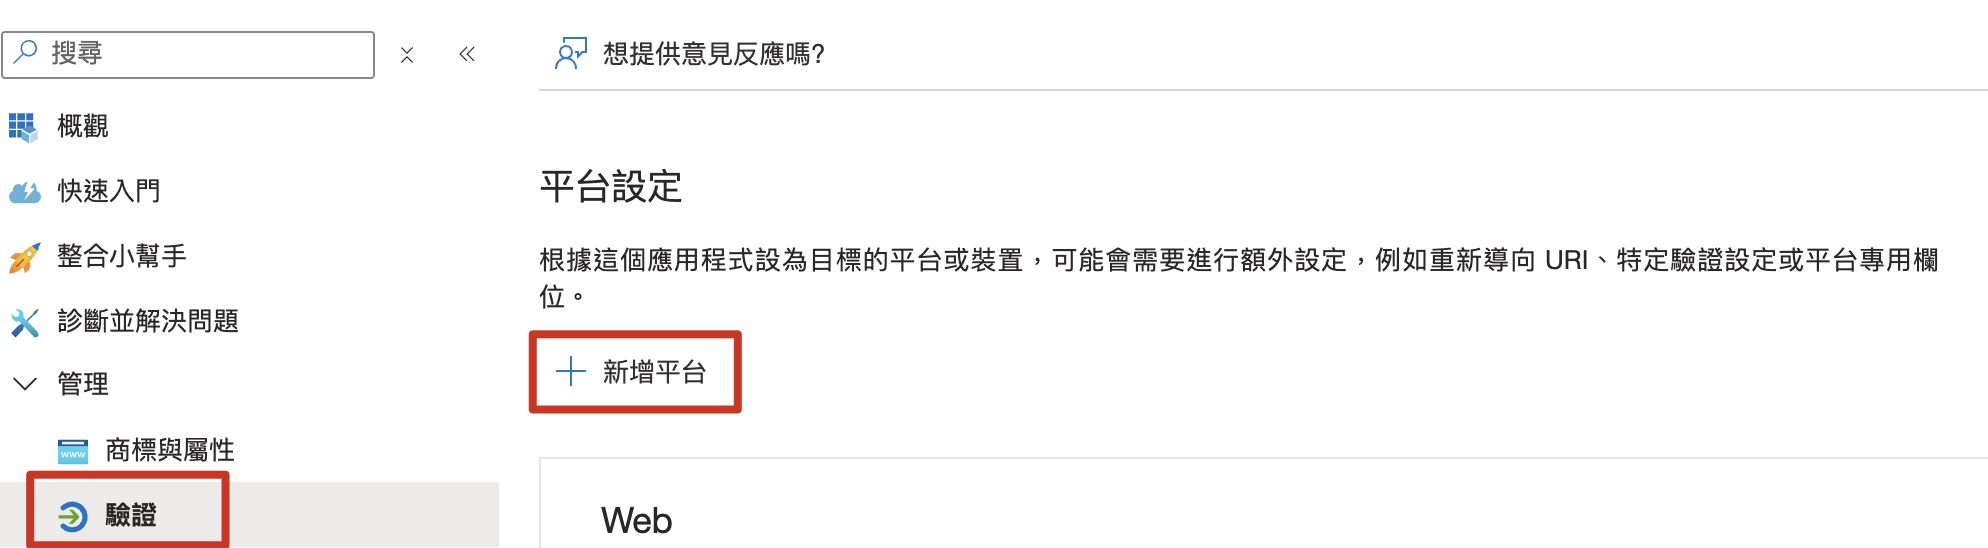 搜尋
概觀
快速入門
整合小幫手
診斷並解決問題
管理
www
商標與屬性
驗證
想提供意見反應嗎?
平台設定
根據這個應用程式設為目標的平台或裝置，可能會需要進行額外設定，例如重新導向 URI、特定驗證設定或平台專用欄
位。
新增平台
Web